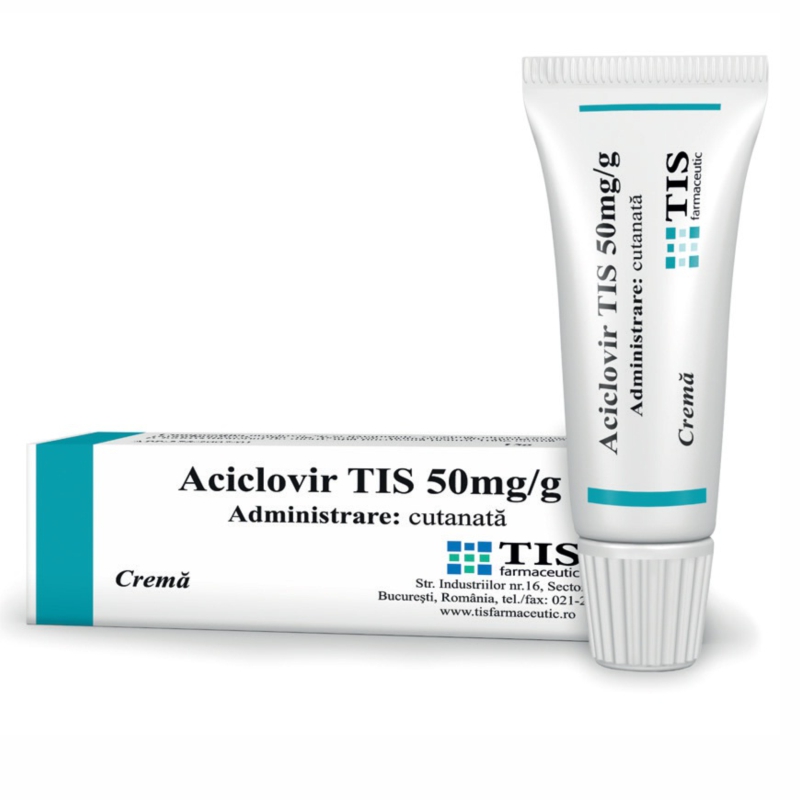 Aciclovir TIS 50mg/g
Administrare: cutanată
TIS
farmaceutic
Cremă
Aciclovir TIS 50mg/g
Administrare: cutanată
TIS
farmaceutic
Cremă
Str. Industriilor nr.16, Secto
București, România, tel./fax: 021-2
www.tisfarmaceutic.ro